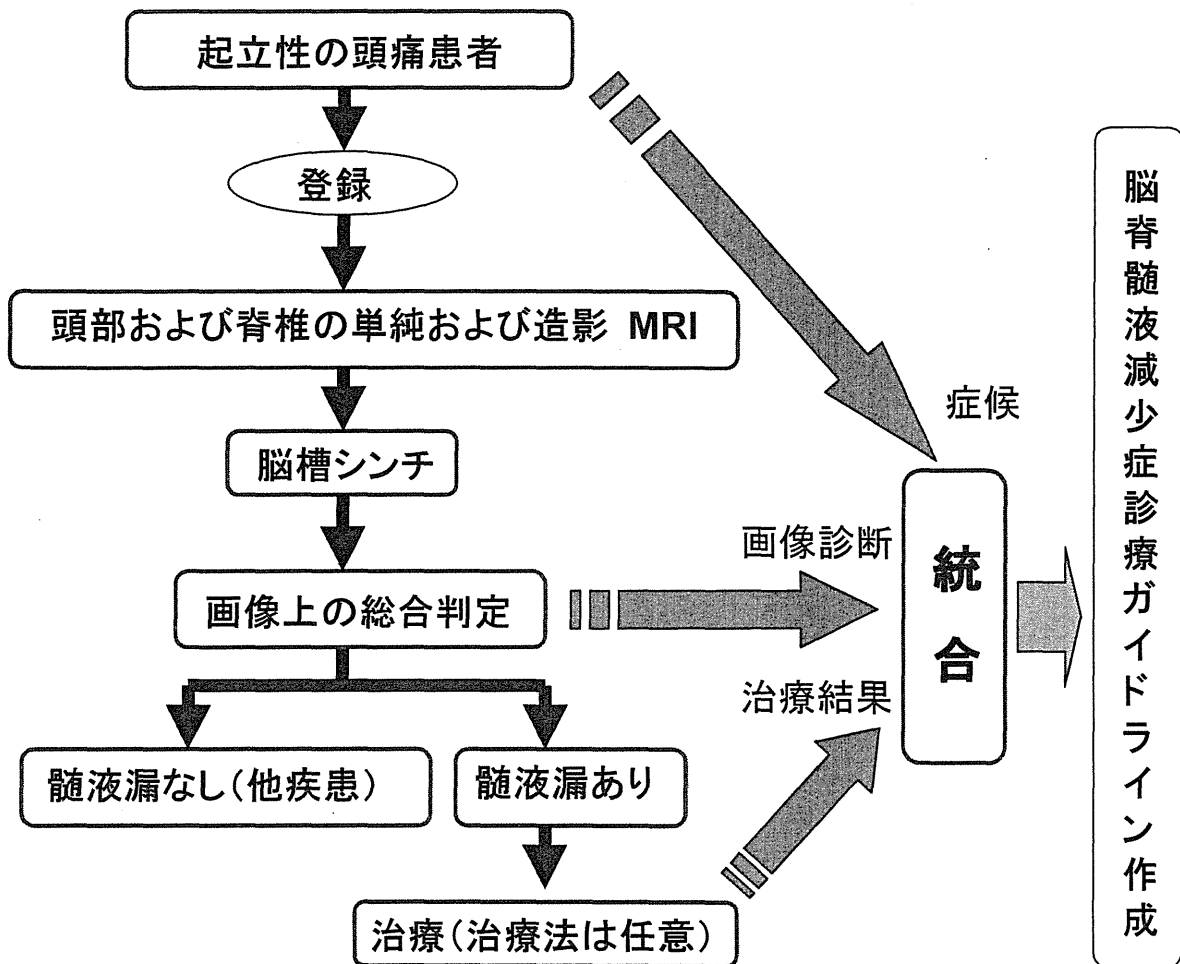 起立性の頭痛患者
登録
頭部および脊椎の単純および造影 MRI
脳槽シンチ
画像上の総合判定
髄液漏なし(他疾患)
髄液漏あり
治療(治療法は任意)
症候
画像診断
治療結果
統合
脳脊髄液減少症診療ガイドライン作成